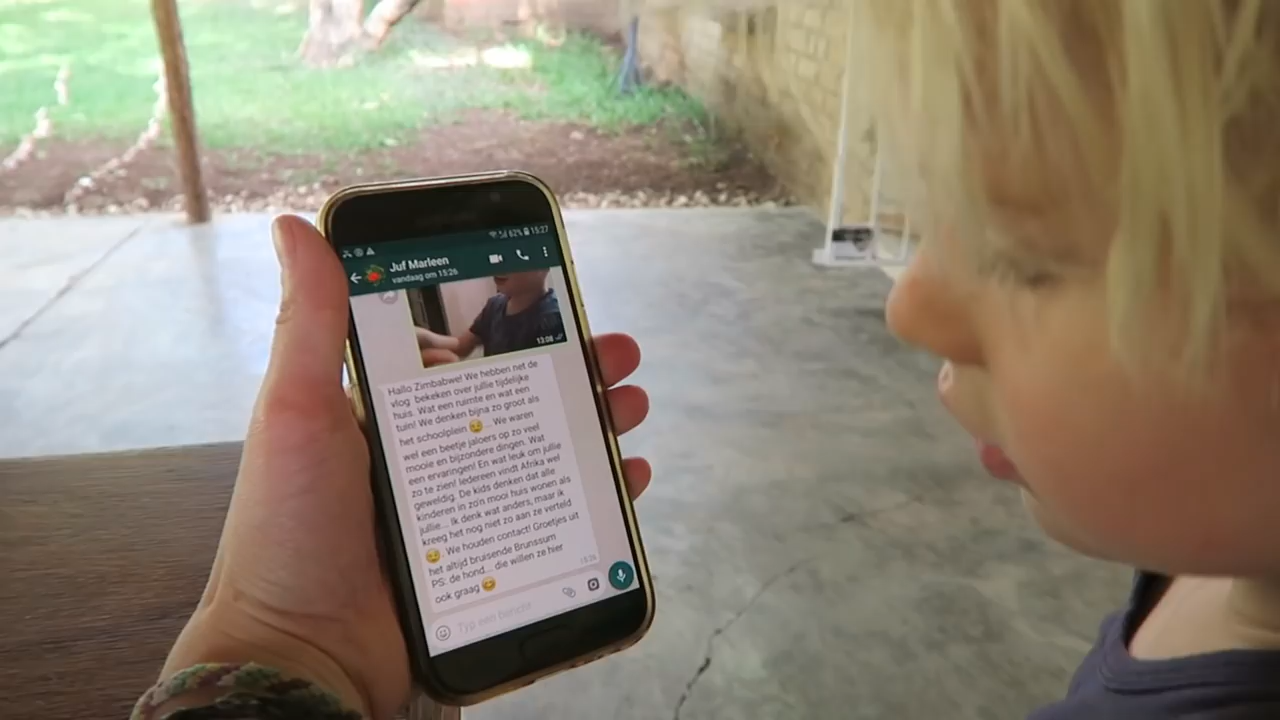 62% 15:27
Juf Marleen
vandaag om 15:26
13:08
Hallo Zimbabwe! We hebben net de
vlog bekeken over jullie tijdelijke
huis. Wat een ruimte en wat een
tuin! We denken bijna zo groot als
het schoolplein 😏... We waren
wel een beetje jaloers op zo veel
mooie en bijzondere dingen. Wat
een ervaringen! En wat leuk om jullie
zo te zien! Iedereen vindt Afrika wel
geweldig. De kids denken dat alle
kinderen in zo'n mooi huis wonen als
jullie... Ik denk wat anders, maar ik
kreeg het nog niet zo aan ze verteld
😏. We houden contact! Groetjes uit
het altijd bruisende Brunssum
PS: de hond... die willen ze hier
ook graag 😊
15:26
Typ een bericht